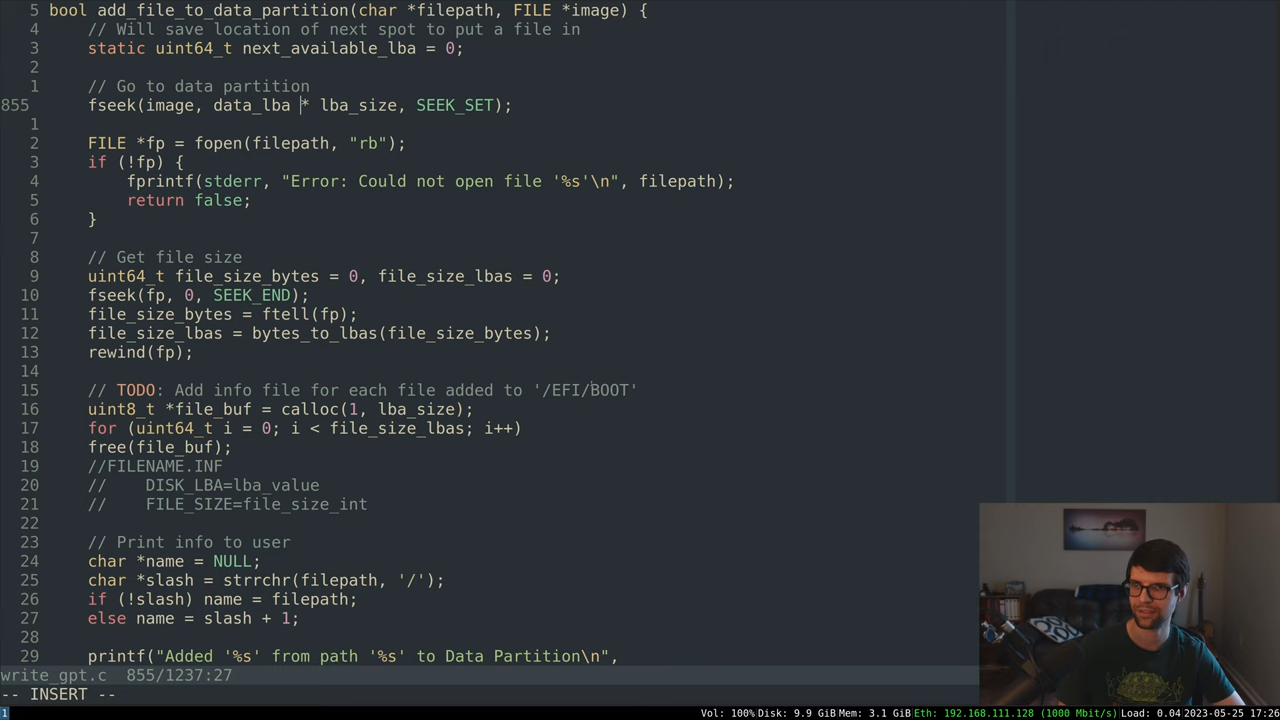 5 bool add_file_to_data_partition(char *filepath, FILE *image) {
4     // Will save location of next spot to put a file in
3     static uint64_t next_available_lba = 0;
2
1     // Go to data partition
855     fseek(image, data_lba * lba_size, SEEK_SET);
1
2     FILE *fp = fopen(filepath, "rb");
3     if (!fp) {
4         fprintf(stderr, "Error: Could not open file '%s'\n", filepath);
5         return false;
6     }
7
8     // Get file size
9     uint64_t file_size_bytes = 0, file_size_lbas = 0;
10     fseek(fp, 0, SEEK_END);
11     file_size_bytes = ftell(fp);
12     file_size_lbas = bytes_to_lbas(file_size_bytes);
13     rewind(fp);
14
15     // TODO: Add info file for each file added to '/EFI/BOOT'
16     uint8_t *file_buf = calloc(1, lba_size);
17     for (uint64_t i = 0; i < file_size_lbas; i++)
18     free(file_buf);
19     //FILENAME.INF
20     //    DISK_LBA=lba_value
21     //    FILE_SIZE=file_size_int
22
23     // Print info to user
24     char *name = NULL;
25     char *slash = strrchr(filepath, '/');
26     if (!slash) name = filepath;
27     else name = slash + 1;
28
29     printf("Added '%s' from path '%s' to Data Partition\n",
write_gpt.c  855/1237:27
-- INSERT --
1 Vol: 100% Disk: 9.9 GiB Mem: 3.1 GiB Eth: 192.168.111.128 (1000 Mbit/s) Load: 0.04 2023-05-25 17:26